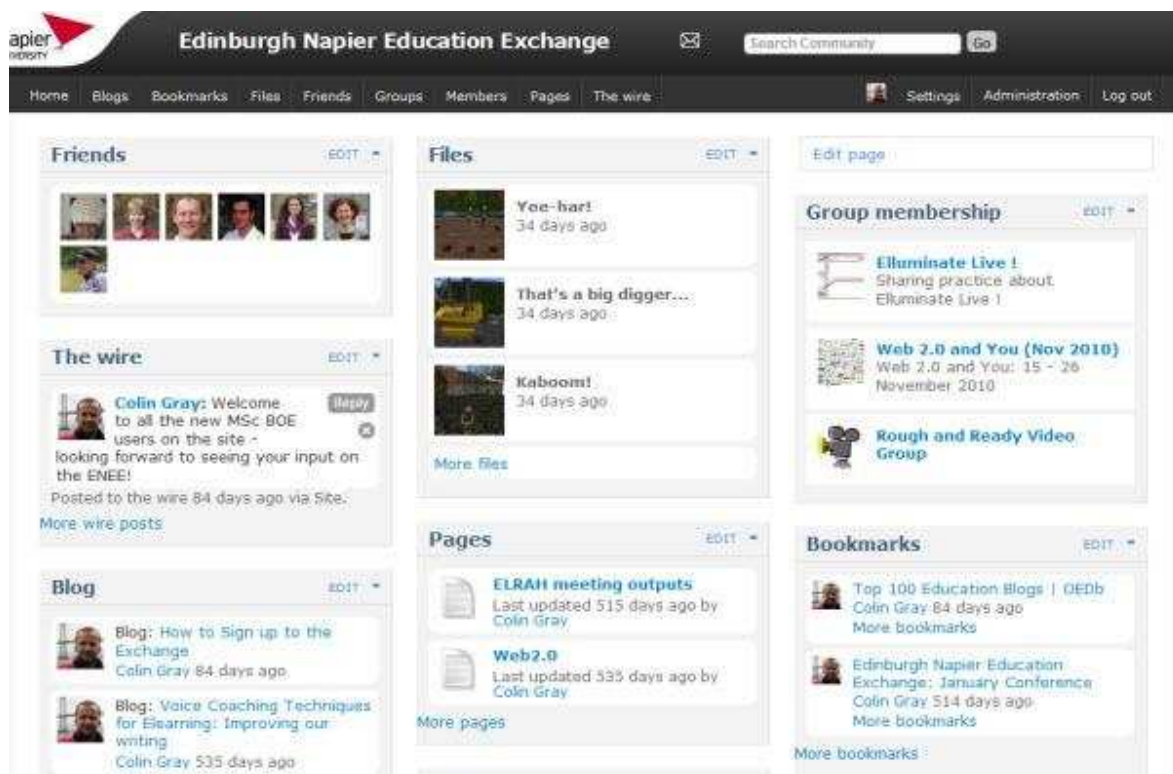 apier
Edinburgh Napier Education Exchange
Search Community
Go
Home Blogs Bookmarks Files Friends Groups Members Pages The wire
Settings Administration Log out
Friends
EDIT
The wire
EDIT
Colin Gray: Welcome
Reply
to all the new MSc BOE
users on the site -
looking forward to seeing your input on
the ENEE!
Posted to the wire 84 days ago via Site.
More wire posts
Blog
EDIT
Blog: How to Sign up to the
Exchange
Colin Gray 84 days ago
Blog: Voice Coaching Techniques
for Elearning: Improving our
writing
Colin Gray 535 days ago
Files
EDIT
Yee-har!
34 days ago
That's a big digger...
34 days ago
Kaboom!
34 days ago
More files
Pages
EDIT
ELRAH meeting outputs
Last updated 515 days ago by
Colin Gray
Web2.0
Last updated 535 days ago by
Colin Gray
More pages
Edit page
Group membership
EDIT
Elluminate Live !
Sharing practice about
Elluminate Live !
Web 2.0 and You (Nov 2010)
Web 2.0 and You: 15 - 26
November 2010
Rough and Ready Video
Group
Bookmarks
EDIT
Top 100 Education Blogs | OEDb
Colin Gray 84 days ago
More bookmarks
Edinburgh Napier Education
Exchange: January Conference
Colin Gray 514 days ago
More bookmarks
More bookmarks